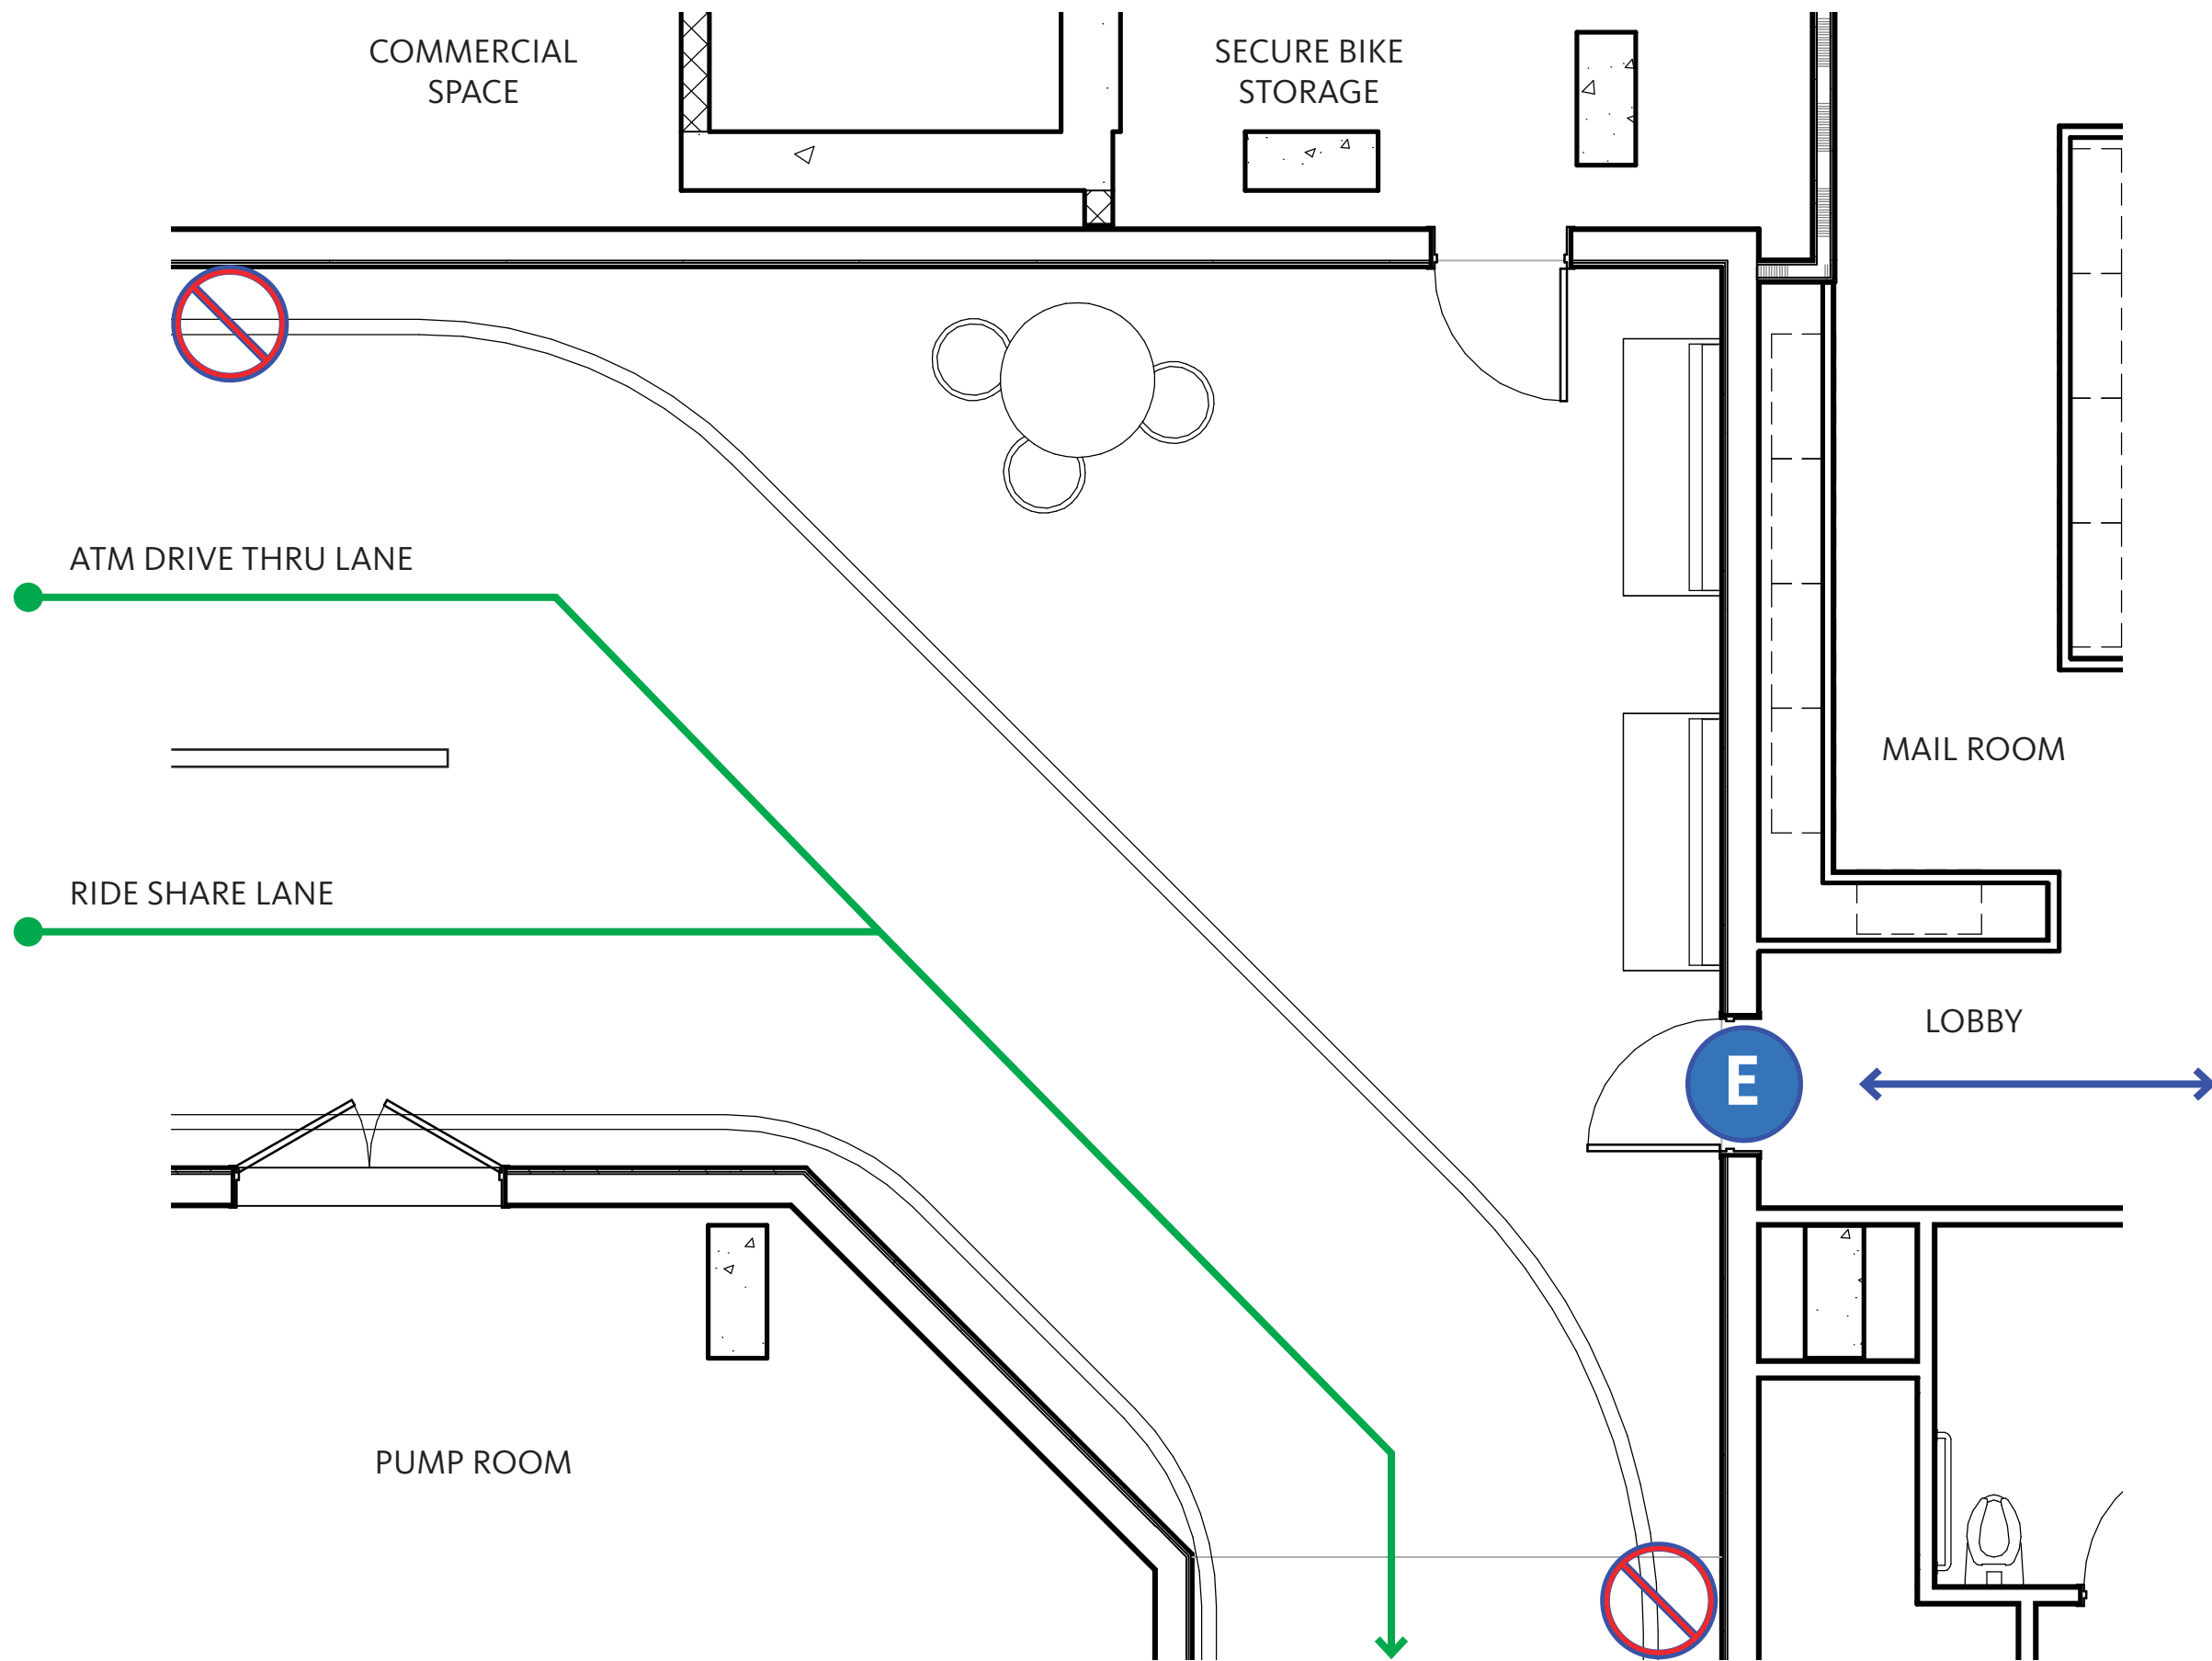 COMMERCIAL
SPACE
SECURE BIKE
STORAGE
ATM DRIVE THRU LANE
MAIL ROOM
RIDE SHARE LANE
LOBBY
E
PUMP ROOM